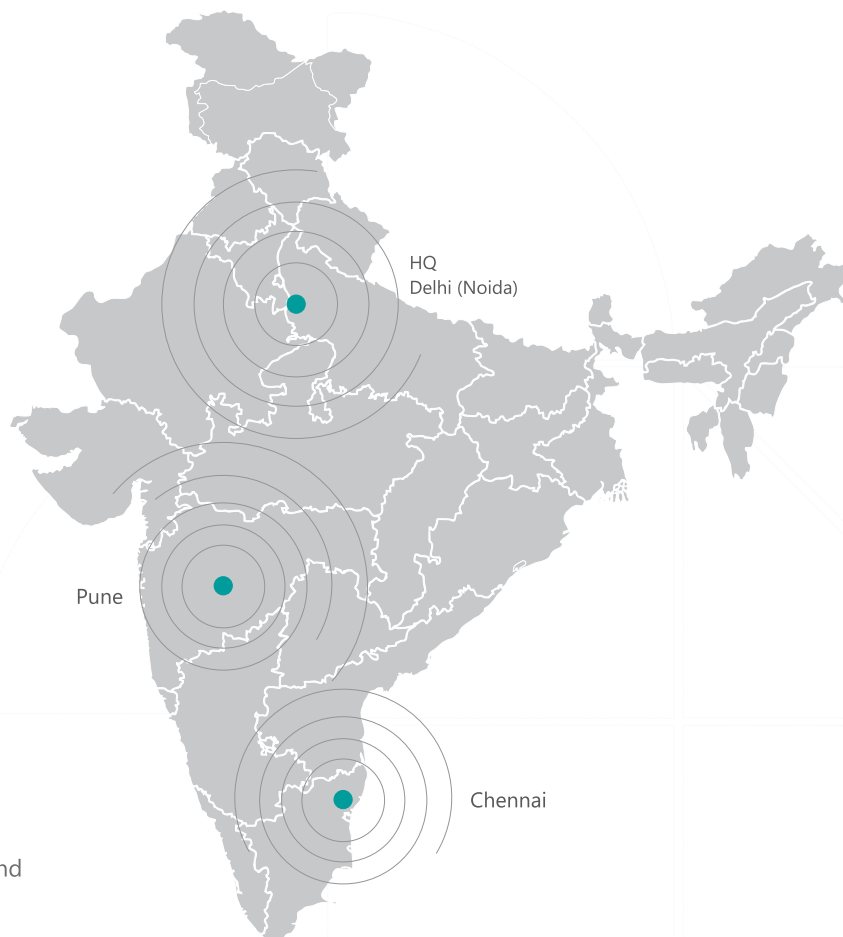 HQ
Delhi (Noida)
Pune
Chennai
nd